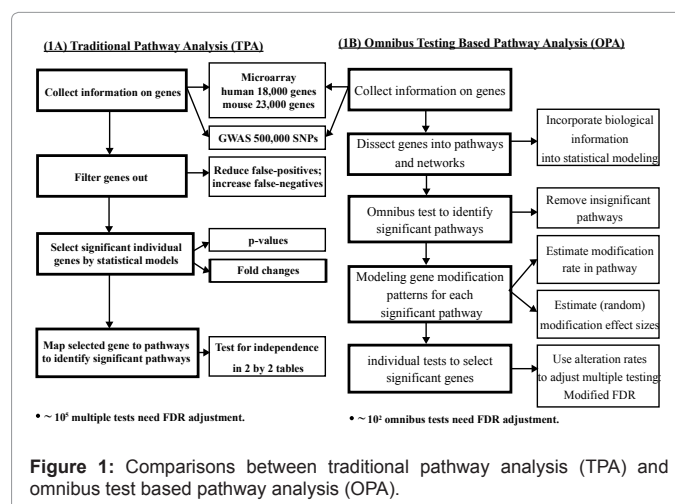 (1A) Traditional Pathway Analysis (TPA)
Collect information on genes
Microarray
human 18,000 genes
mouse 23,000 genes
GWAS 500,000 SNPs
Filter genes out
Reduce false-positives;
increase false-negatives
Select significant individual
genes by statistical models
p-values
Fold changes
Map selected gene to pathways
to identify significant pathways
Test for independence
in 2 by 2 tables
• ~ 10⁵ multiple tests need FDR adjustment.
(1B) Omnibus Testing Based Pathway Analysis (OPA)
Collect information on genes
Dissect genes into pathways
and networks
Incorporate biological
information
into statistical modeling
Omnibus test to identify
significant pathways
Remove insignificant
pathways
Modeling gene modification
patterns for each
significant pathway
Estimate modification
rate in pathway
Estimate (random)
modification effect sizes
individual tests to select
significant genes
Use alteration rates
to adjust multiple testing:
Modified FDR
• ~ 10² omnibus tests need FDR adjustment.
Figure 1: Comparisons between traditional pathway analysis (TPA) and
omnibus test based pathway analysis (OPA).